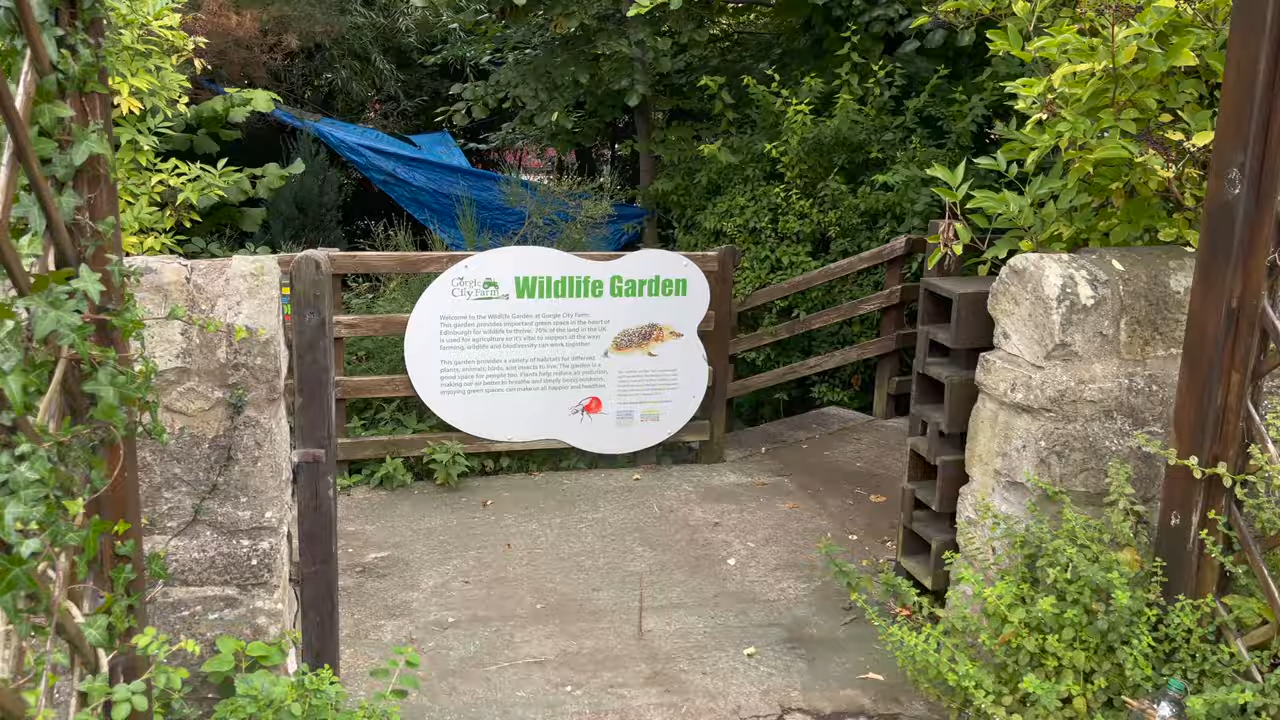 Gorgie
City Farm
Wildlife Garden
Welcome to the Wildlife Garden at Gorgie City Farm.
This garden provides important green space in the heart of
Edinburgh for wildlife to thrive. 70% of the land in the UK
is used for agriculture so it's vital to support all the ways
farming, wildlife and biodiversity can work together.
This garden provides a variety of habitats for different
plants, animals, birds, and insects to live. The garden is a
good space for people too. Plants help reduce air pollution,
making our air better to breathe and simply being outdoors,
enjoying green spaces, can make us all happier and healthier.